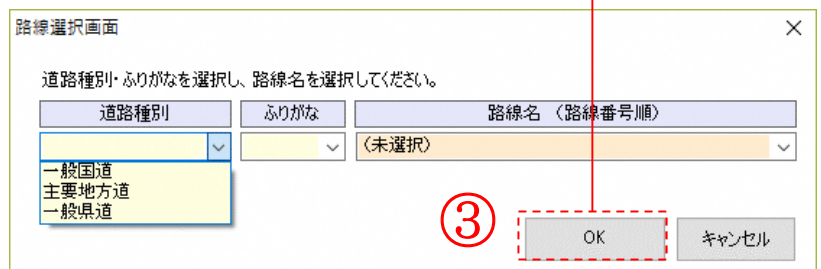 路線選択画面
道路種別・ふりがなを選択し、路線名を選択してください。
道路種別 ふりがな 路線名 (路線番号順)
(未選択)
一般国道
主要地方道
一般県道
③ OK キャンセル